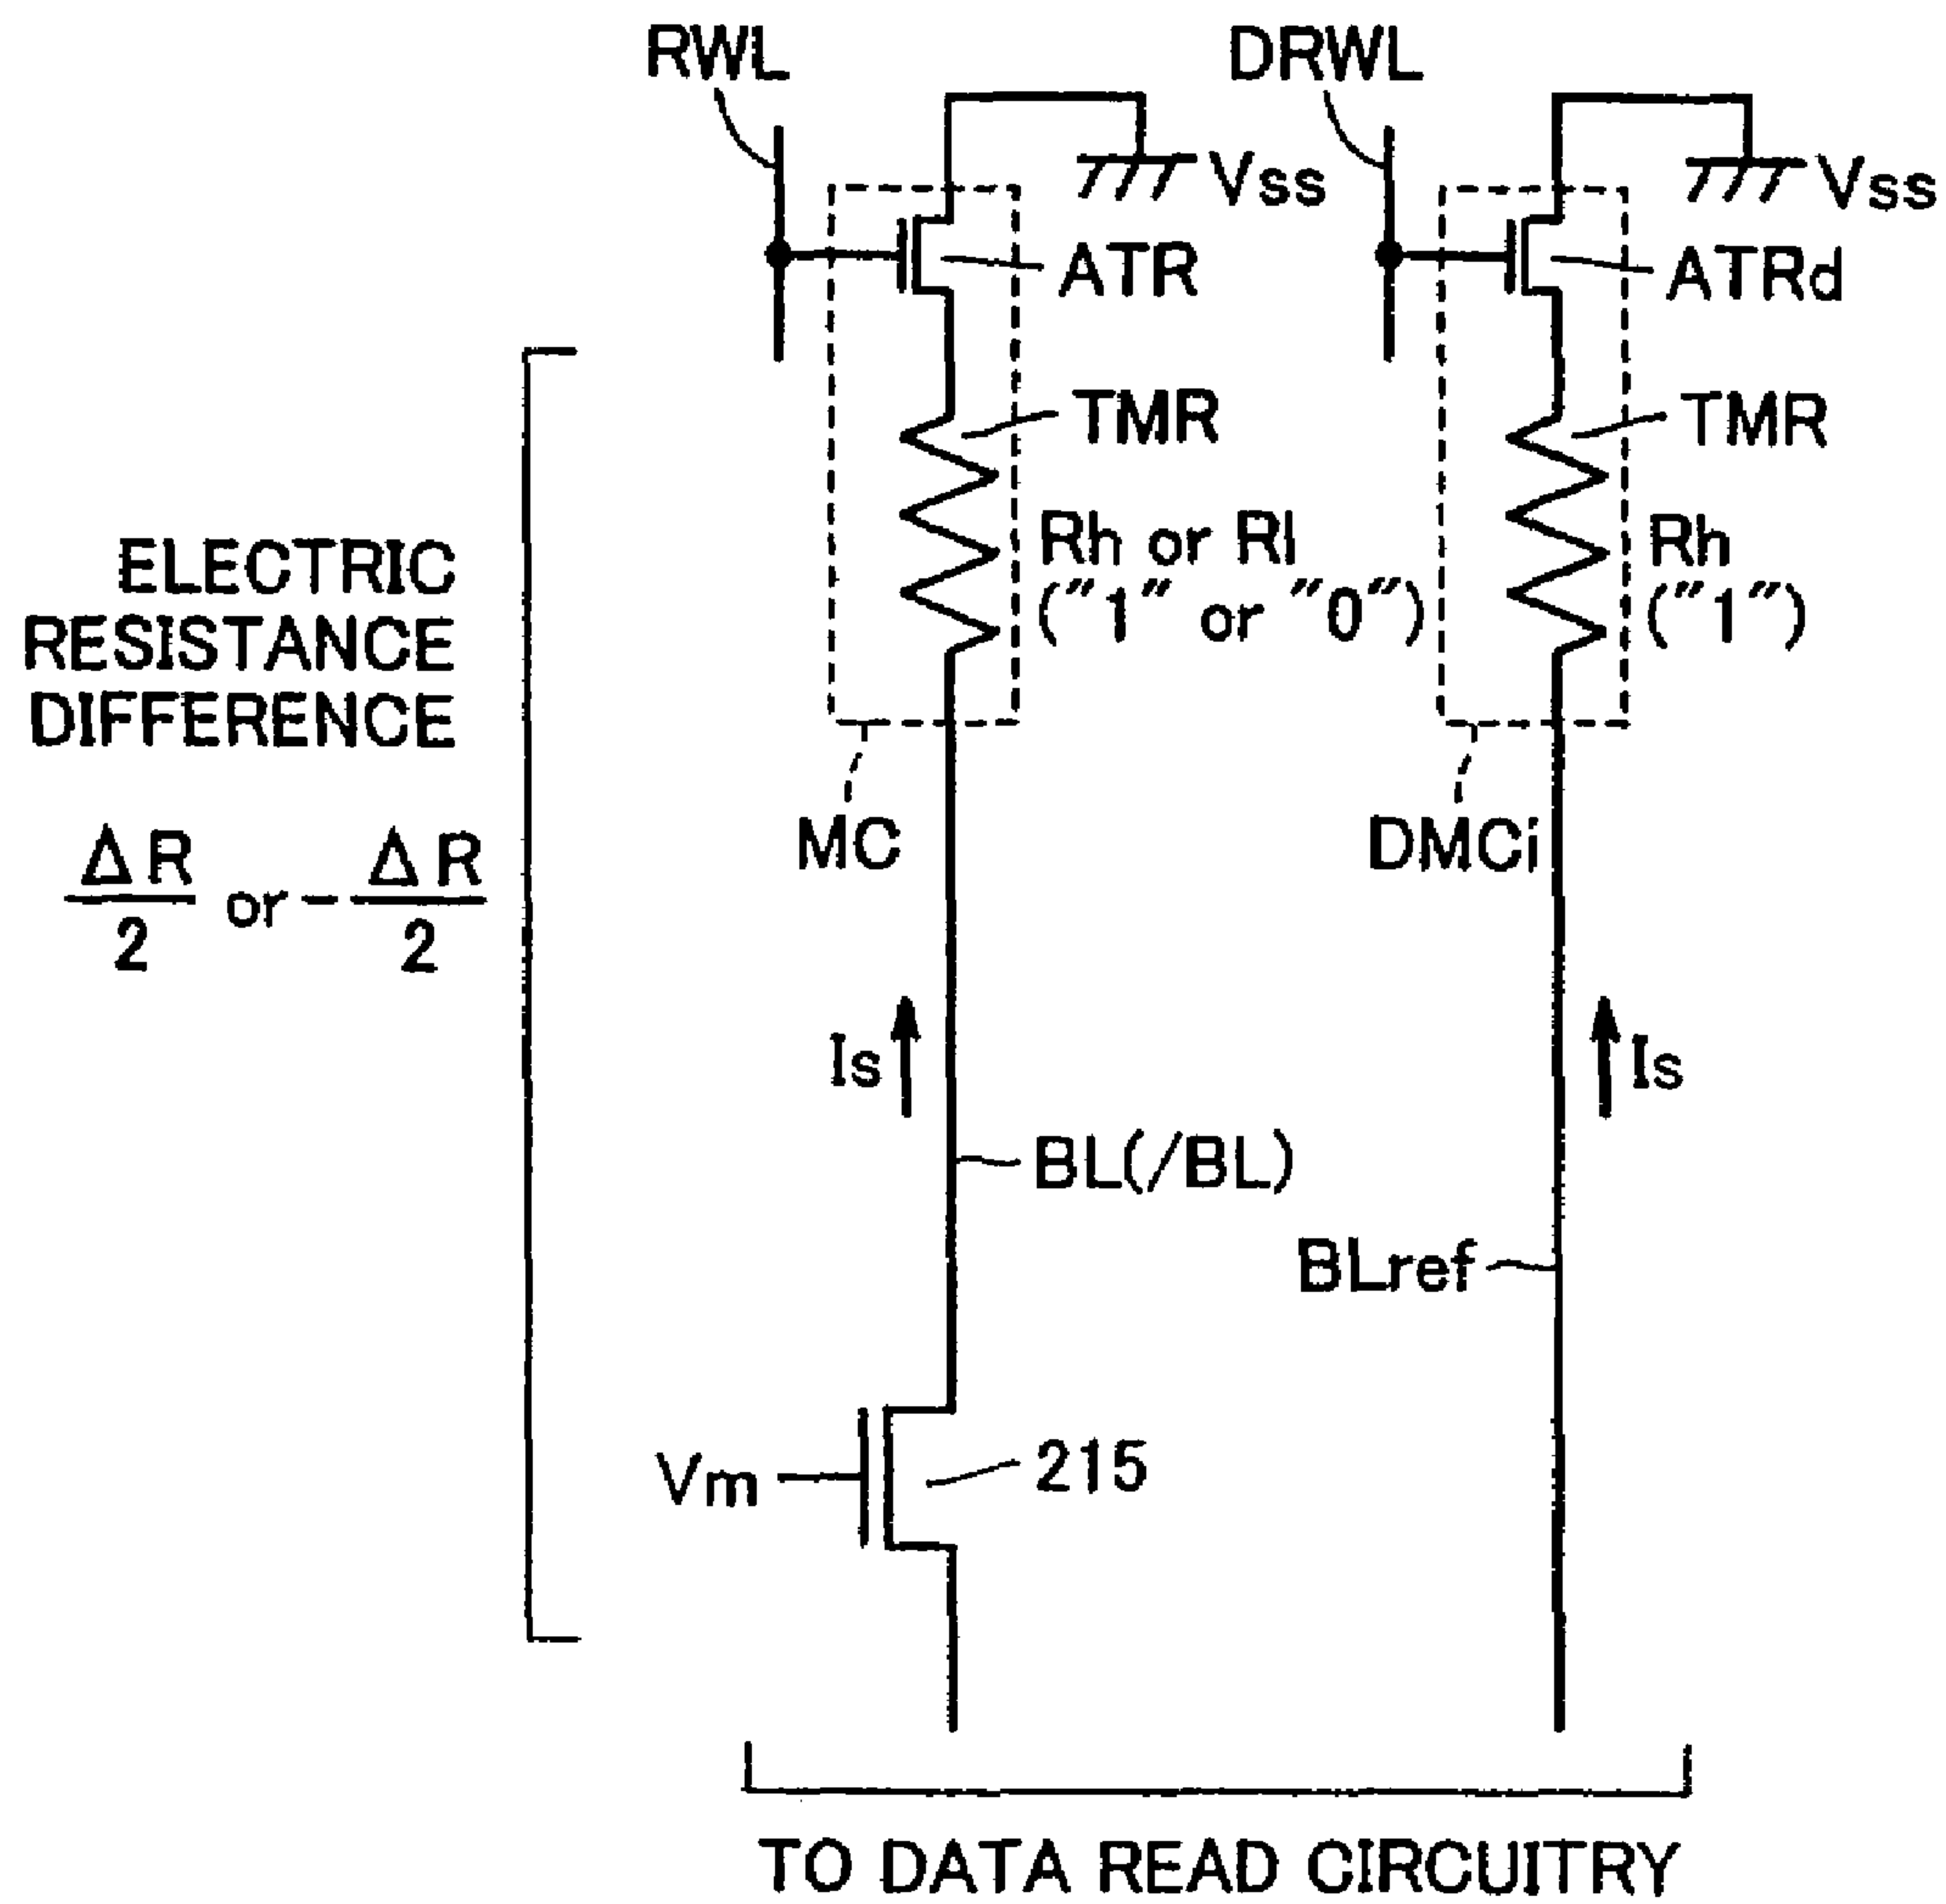 RWL
DRWL
Vss
Vss
ATR
ATRd
TMR
TMR
Rh or Rl
("1" or "0")
Rh
("1")
ELECTRIC
RESISTANCE
DIFFERENCE
ΔR/2 or -ΔR/2
MC
DMCi
Is
Is
BL(/BL)
BLref
Vm
215
TO DATA READ CIRCUITRY